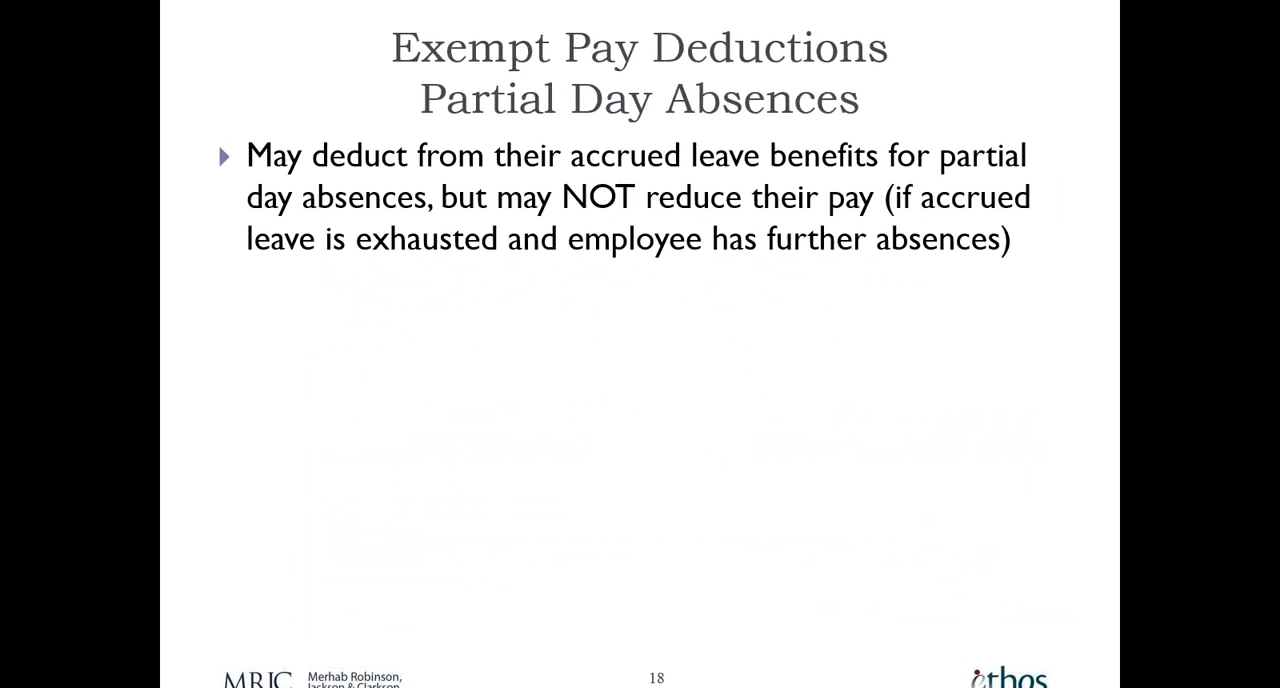 Exempt Pay Deductions
Partial Day Absences
May deduct from their accrued leave benefits for partial
day absences, but may NOT reduce their pay (if accrued
leave is exhausted and employee has further absences)
MRJC
Merhab Robinson,
Jackson & Clarkson
18
ethos